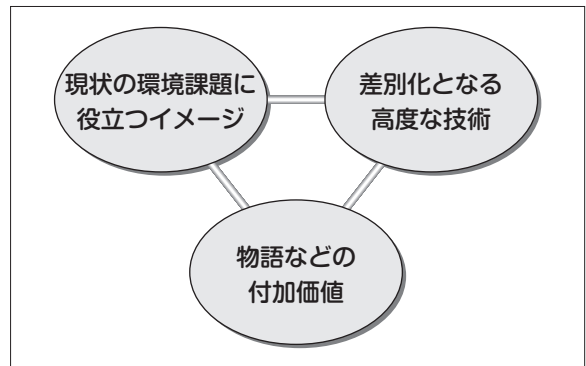 現状の環境課題に
役立つイメージ
差別化となる
高度な技術
物語などの
付加価値